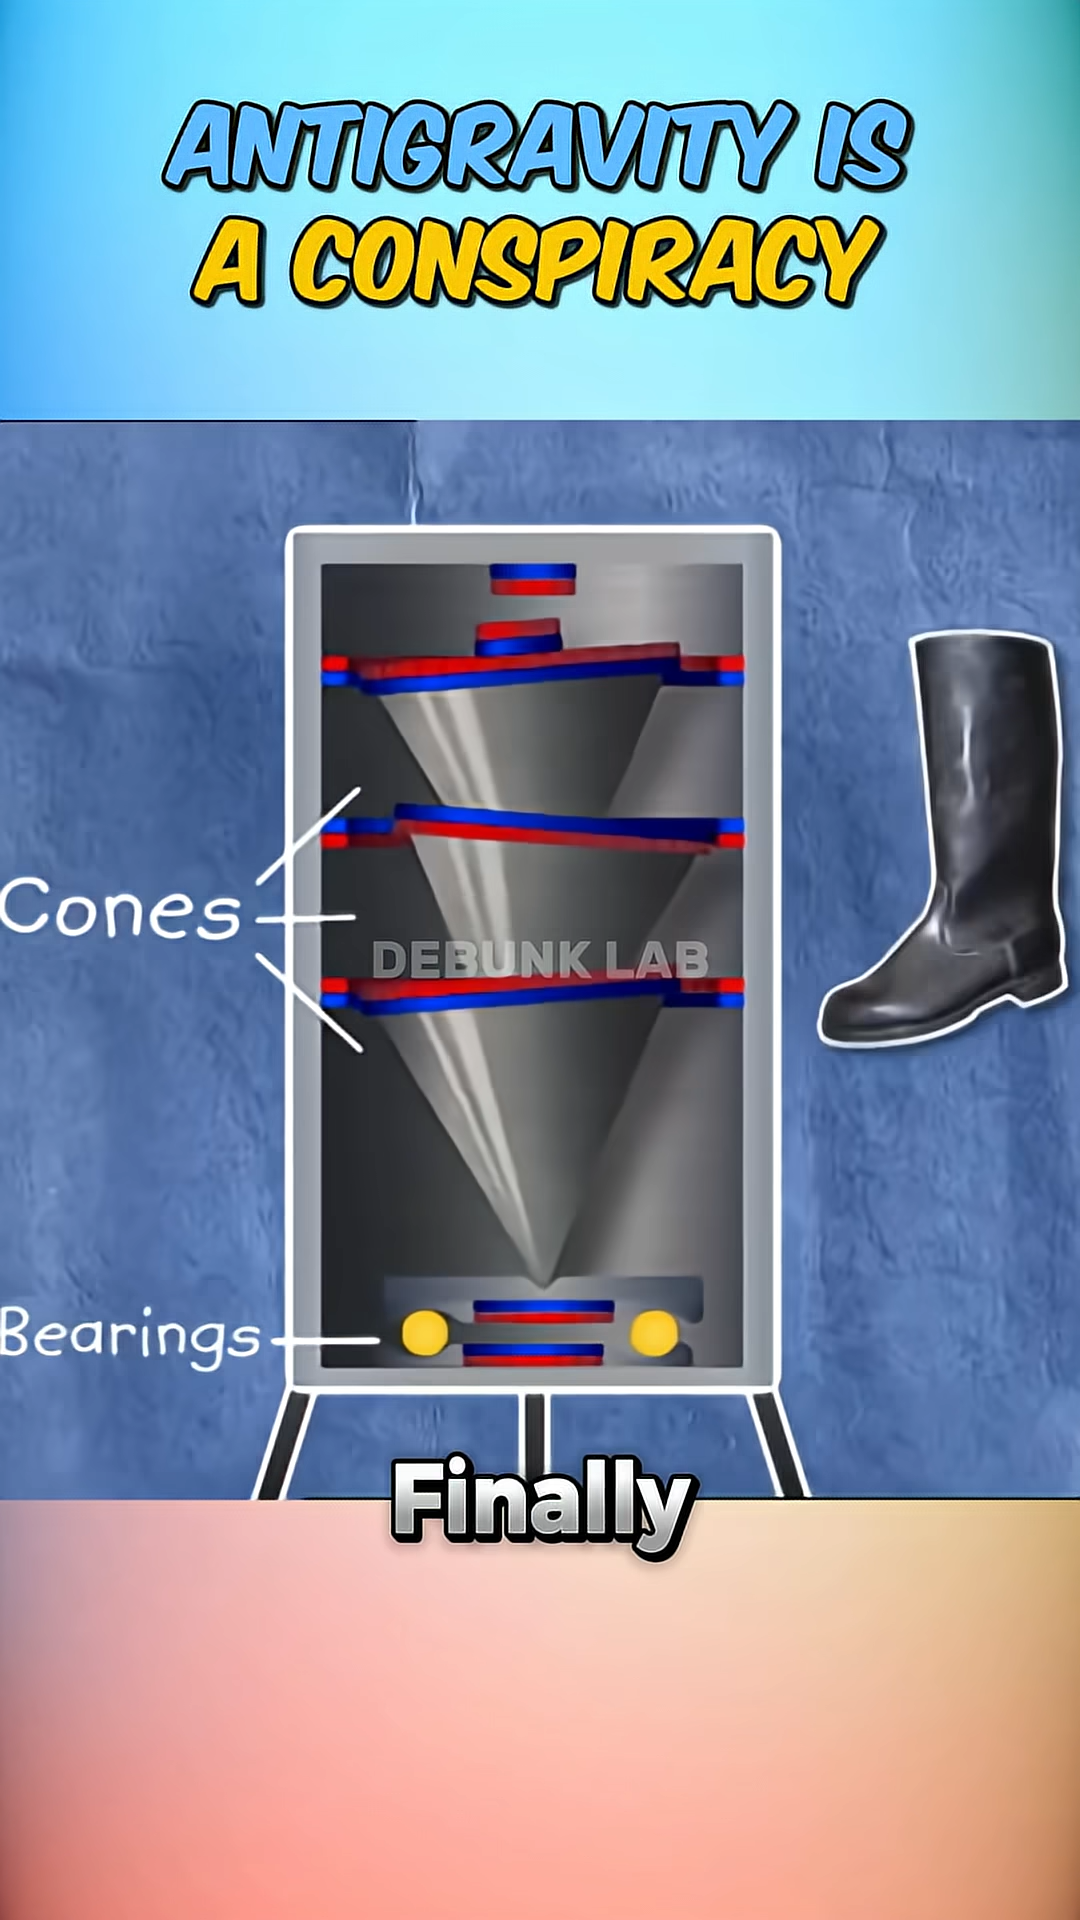 ANTIGRAVITY IS
A CONSPIRACY
Cones
DEBUNK LAB
Bearings
Finally